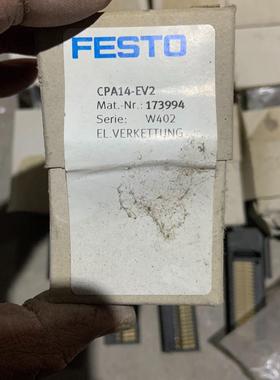 FESTO
CPA14-EV2
Mat.-Nr.: 173994
Serie: W402
EL.VERKETTUNG